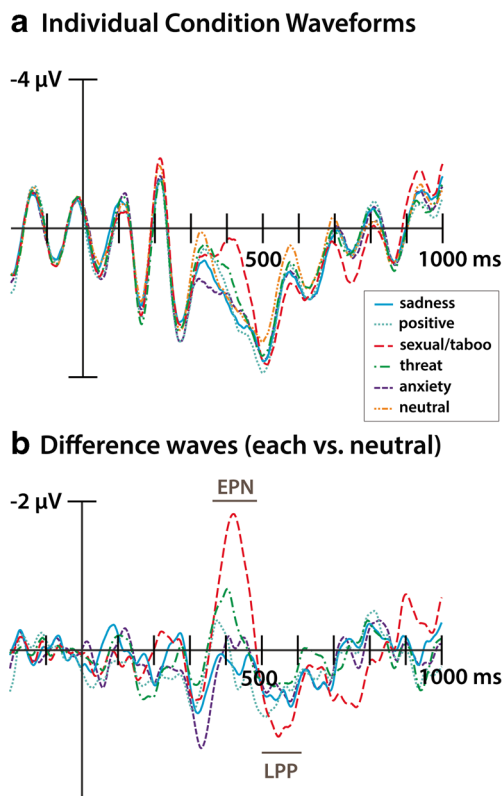 a Individual Condition Waveforms
-4 μV
500
1000 ms
sadness
positive
sexual/taboo
threat
anxiety
neutral
b Difference waves (each vs. neutral)
EPN
-2 μV
500
1000 ms
LPP